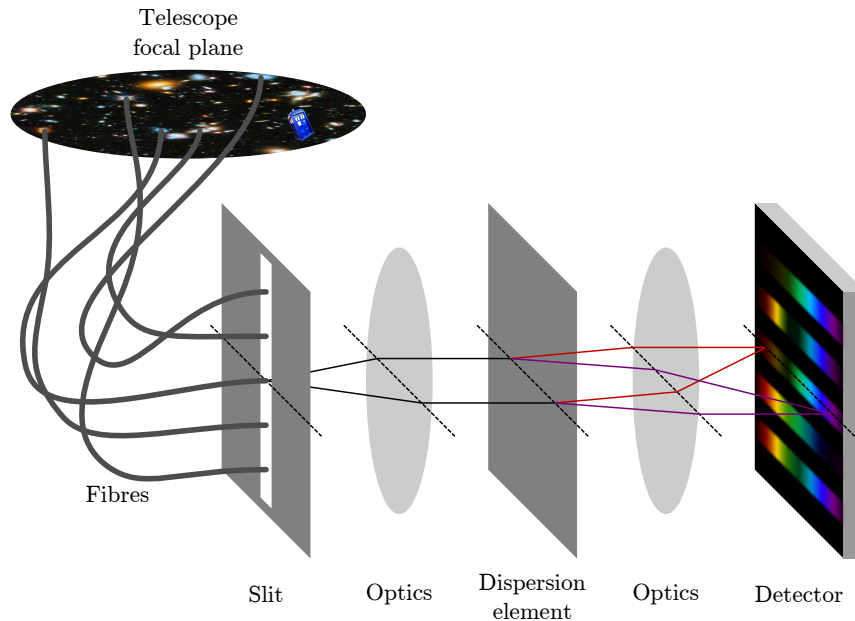 Telescope
focal plane
Fibres
Slit
Optics
Dispersion
element
Optics
Detector